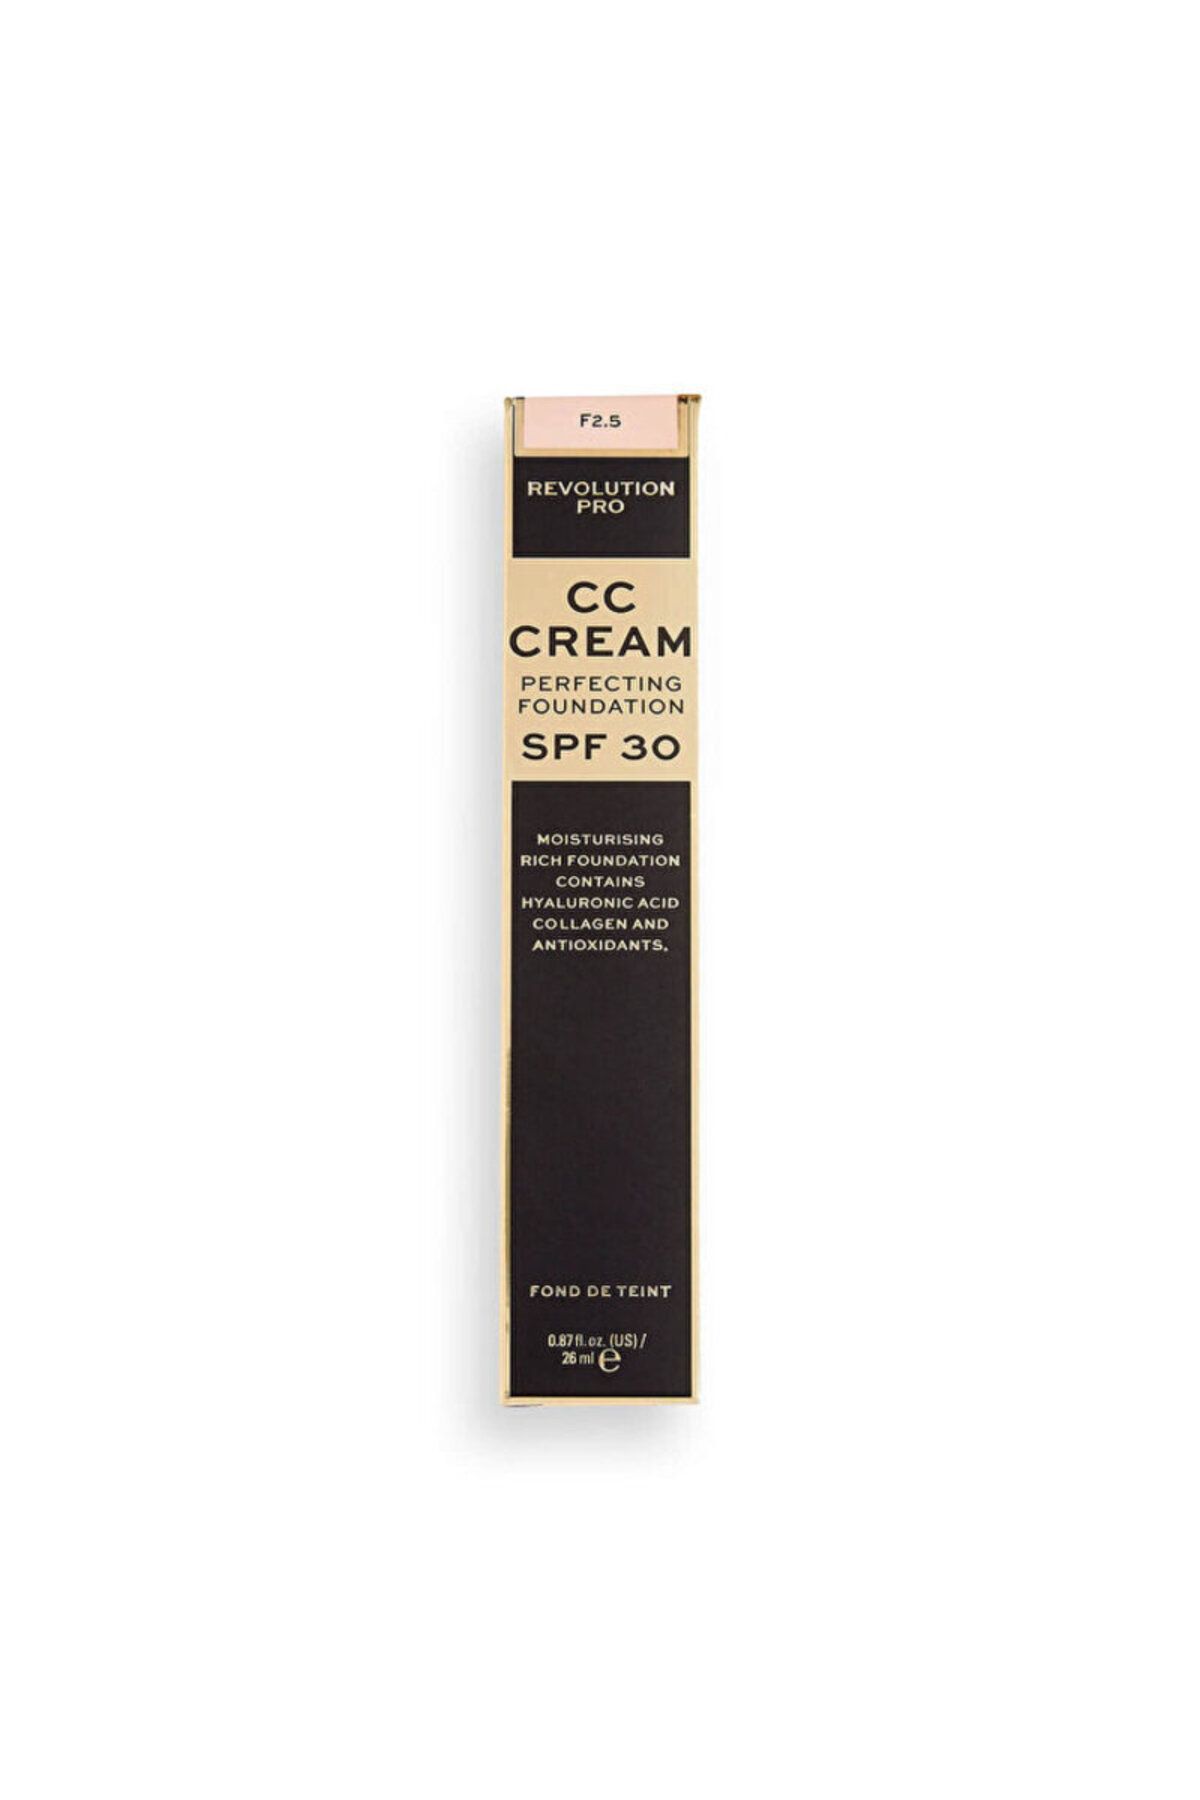 F2.5
REVOLUTION
PRO
CC
CREAM
PERFECTING
FOUNDATION
SPF 30
MOISTURISING
RICH FOUNDATION
CONTAINS
HYALURONIC ACID
COLLAGEN AND
ANTIOXIDANTS.
FOND DE TEINT
0.87 fl. oz. (US) /
26 ml ℮